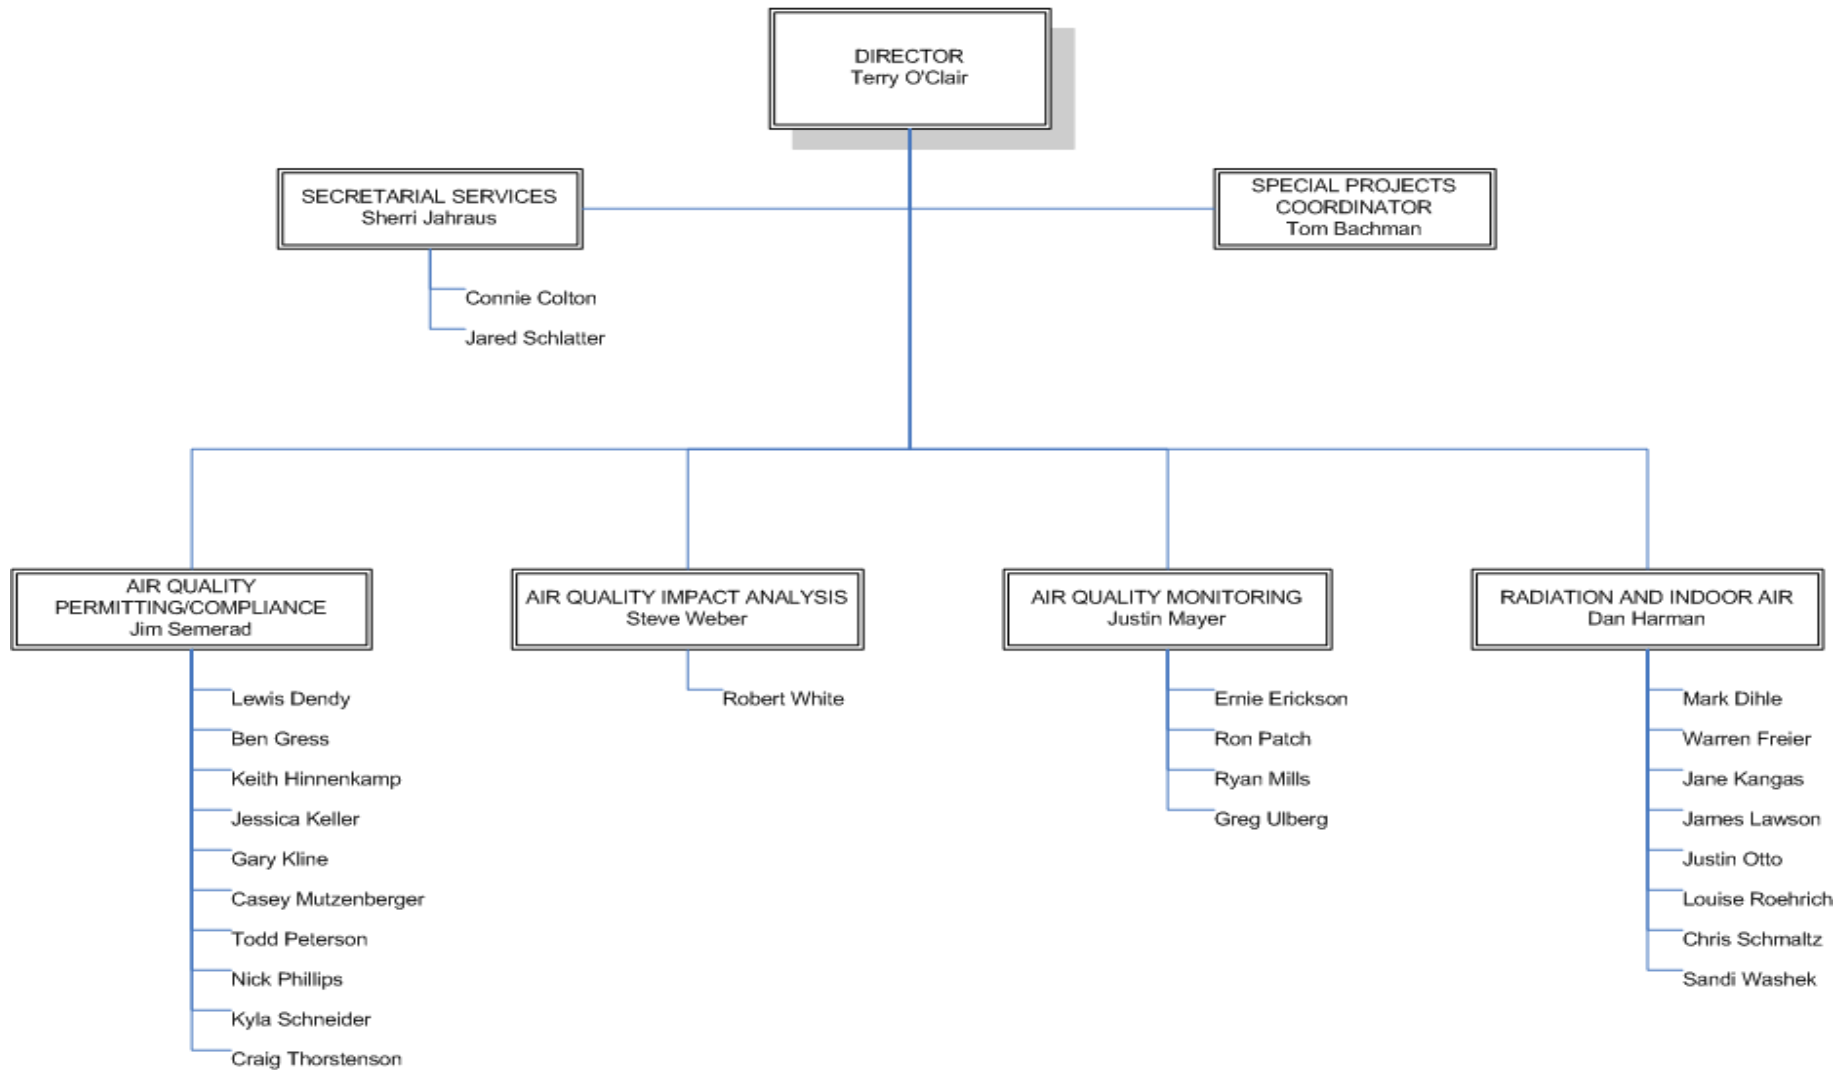 DIRECTOR
Terry O'Clair
SECRETARIAL SERVICES
Sherri Jahraus
SPECIAL PROJECTS
COORDINATOR
Tom Bachman
Connie Colton
Jared Schlatter
AIR QUALITY
PERMITTING/COMPLIANCE
Jim Semerad
Lewis Dendy
Ben Gress
Keith Hinnenkamp
Jessica Keller
Gary Kline
Casey Mutzenberger
Todd Peterson
Nick Phillips
Kyla Schneider
Craig Thorstenson
AIR QUALITY IMPACT ANALYSIS
Steve Weber
Robert White
AIR QUALITY MONITORING
Justin Mayer
Ernie Erickson
Ron Patch
Ryan Mills
Greg Ulberg
RADIATION AND INDOOR AIR
Dan Harman
Mark Dihle
Warren Freier
Jane Kangas
James Lawson
Justin Otto
Louise Roehrich
Chris Schmaltz
Sandi Washek